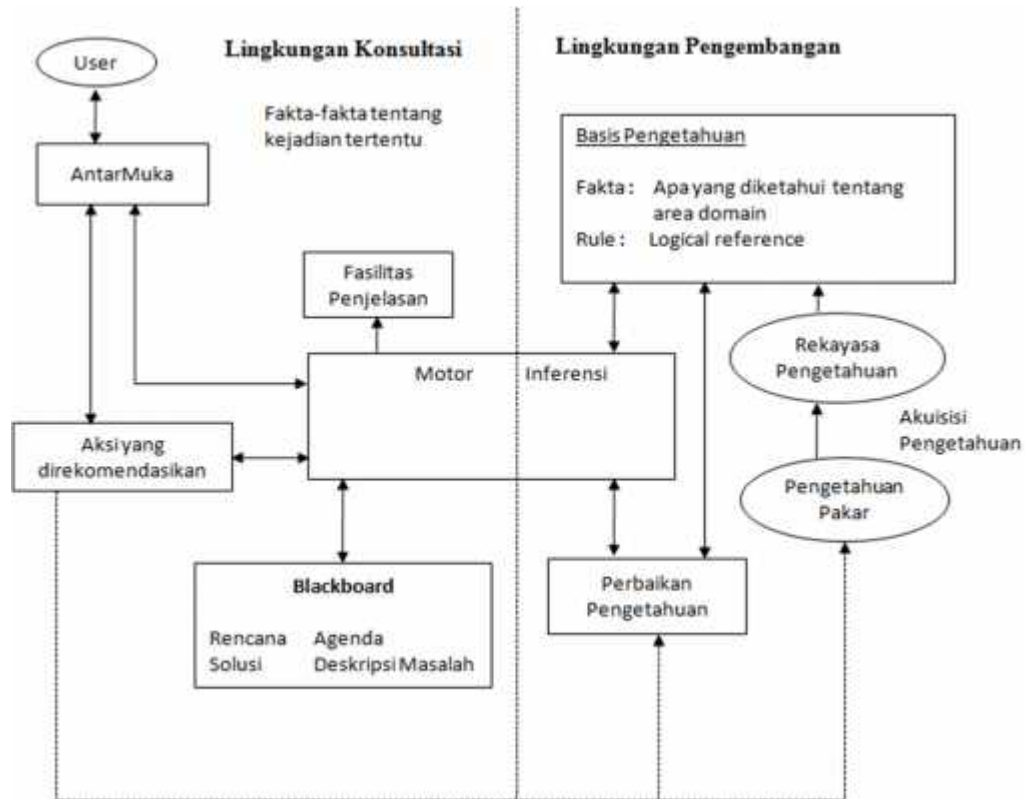 Lingkungan Konsultasi
Lingkungan Pengembangan
User
Fakta-fakta tentang
kejadian tertentu
AntarMuka
Basis Pengetahuan
Fakta: Apa yang diketahui tentang
area domain
Rule: Logical reference
Fasilitas
Penjelasan
Rekayasa
Pengetahuan
Motor Inferensi
Akuisisi
Pengetahuan
Aksi yang
direkomendasikan
Pengetahuan
Pakar
Blackboard
Rencana Agenda
Solusi Deskripsi Masalah
Perbaikan
Pengetahuan